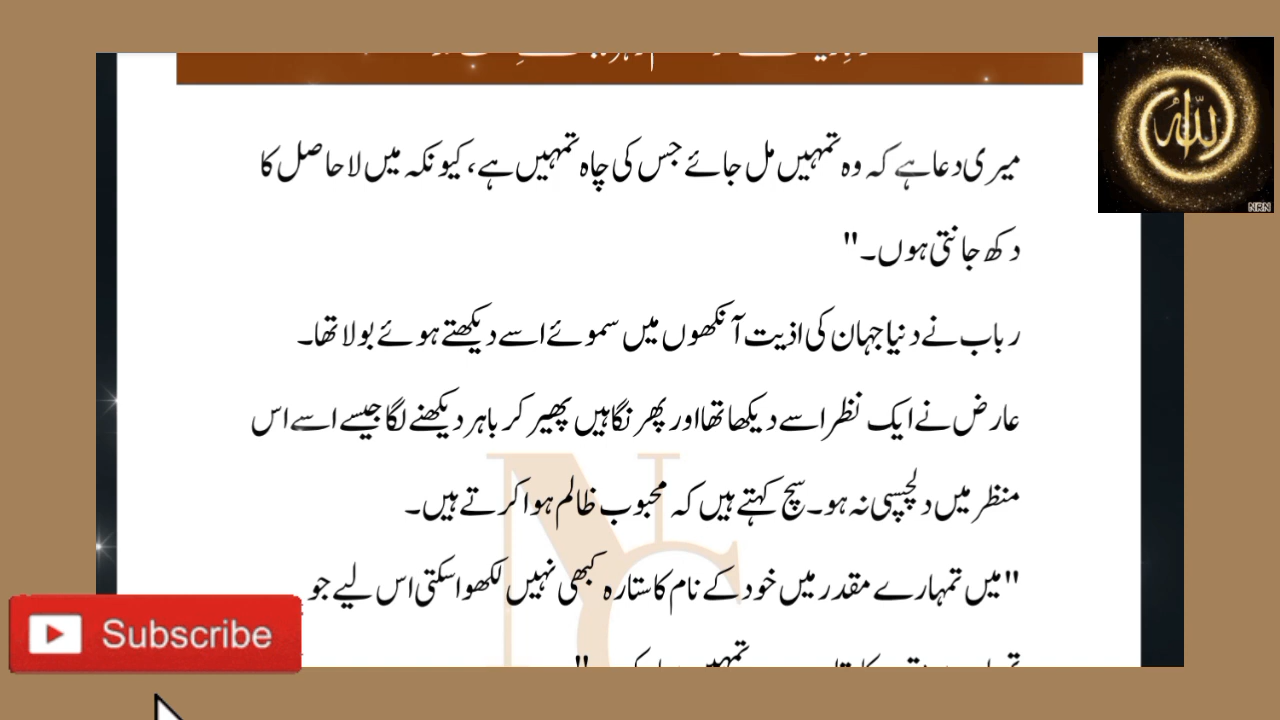 میری دعا ہے کہ وہ تمہیں مل جائے جس کی چاہ تمہیں ہے، کیونکہ میں لاحاصل کا
دکھ جانتی ہوں۔"
رباب نے دنیا جہان کی اذیت آنکھوں میں سموئے اسے دیکھتے ہوئے بولا تھا۔
عارض نے ایک نظر اسے دیکھا تھا اور پھر نگاہیں پھیر کر باہر دیکھنے لگا جیسے اسے اس
منظر میں دلچسپی نہ ہو۔ سچ کہتے ہیں کہ محبوب ظالم ہوا کرتے ہیں۔
"میں تمہارے مقدر میں خود کے نام کا ستارہ کبھی نہیں لکھوا سکتی اس لیے جو
الله
NRN
NC
Subscribe